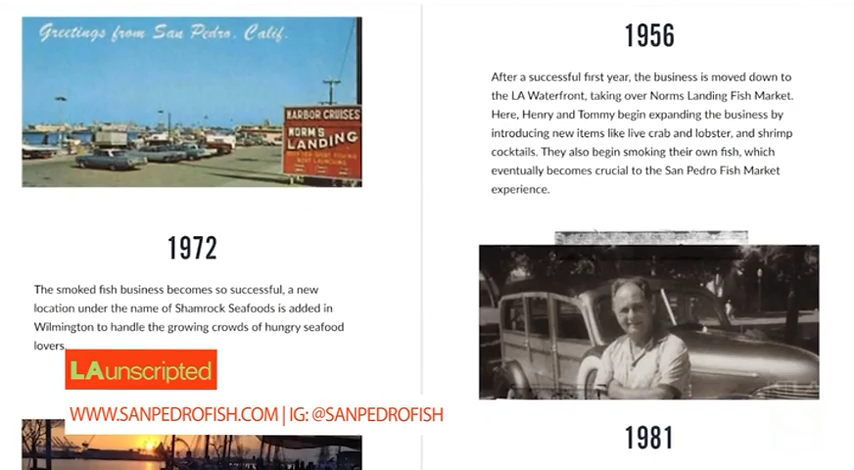 Greetings from San Pedro, Calif.
HARBOR CRUISES
NORMS
LANDING
1956
After a successful first year, the business is moved down to
the LA Waterfront, taking over Norms Landing Fish Market.
Here, Henry and Tommy begin expanding the business by
introducing new items like live crab and lobster, and shrimp
cocktails. They also begin smoking their own fish, which
eventually becomes crucial to the San Pedro Fish Market
experience.
1972
The smoked fish business becomes so successful, a new
location under the name of Shamrock Seafoods is added in
Wilmington to handle the growing crowds of hungry seafood
lovers.
1981
LAunscripted
WWW.SANPEDROFISH.COM | IG: @SANPEDROFISH